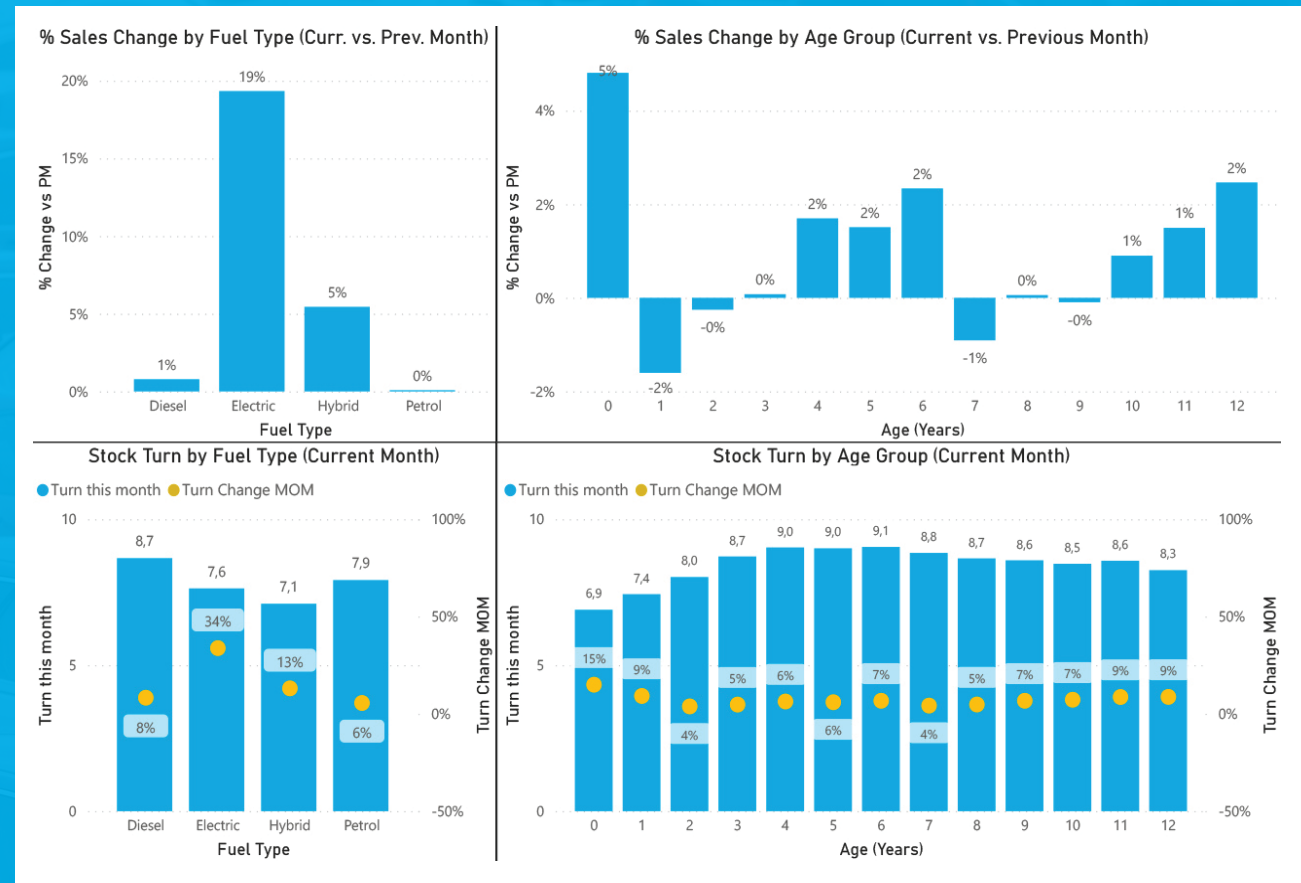 % Sales Change by Fuel Type (Curr. vs. Prev. Month)
% Change vs PM
20%
15%
10%
5%
0%
1%
19%
5%
0%
Diesel Electric Hybrid Petrol
Fuel Type
% Sales Change by Age Group (Current vs. Previous Month)
% Change vs PM
4%
2%
0%
-2%
5%
-2%
-0%
0%
2%
2%
2%
-1%
0%
-0%
1%
1%
2%
0 1 2 3 4 5 6 7 8 9 10 11 12
Age (Years)
Stock Turn by Fuel Type (Current Month)
Turn this month Turn Change MOM
Turn this month
10
5
0
8,7 7,6 7,1 7,9
8% 34% 13% 6%
100%
50%
0%
-50%
Turn Change MOM
Diesel Electric Hybrid Petrol
Fuel Type
Stock Turn by Age Group (Current Month)
Turn this month Turn Change MOM
Turn this month
10
5
0
6,9 7,4 8,0 8,7 9,0 9,0 9,1 8,8 8,7 8,6 8,5 8,6 8,3
15% 9% 4% 5% 6% 6% 7% 4% 5% 7% 7% 9% 9%
100%
50%
0%
-50%
Turn Change MOM
0 1 2 3 4 5 6 7 8 9 10 11 12
Age (Years)